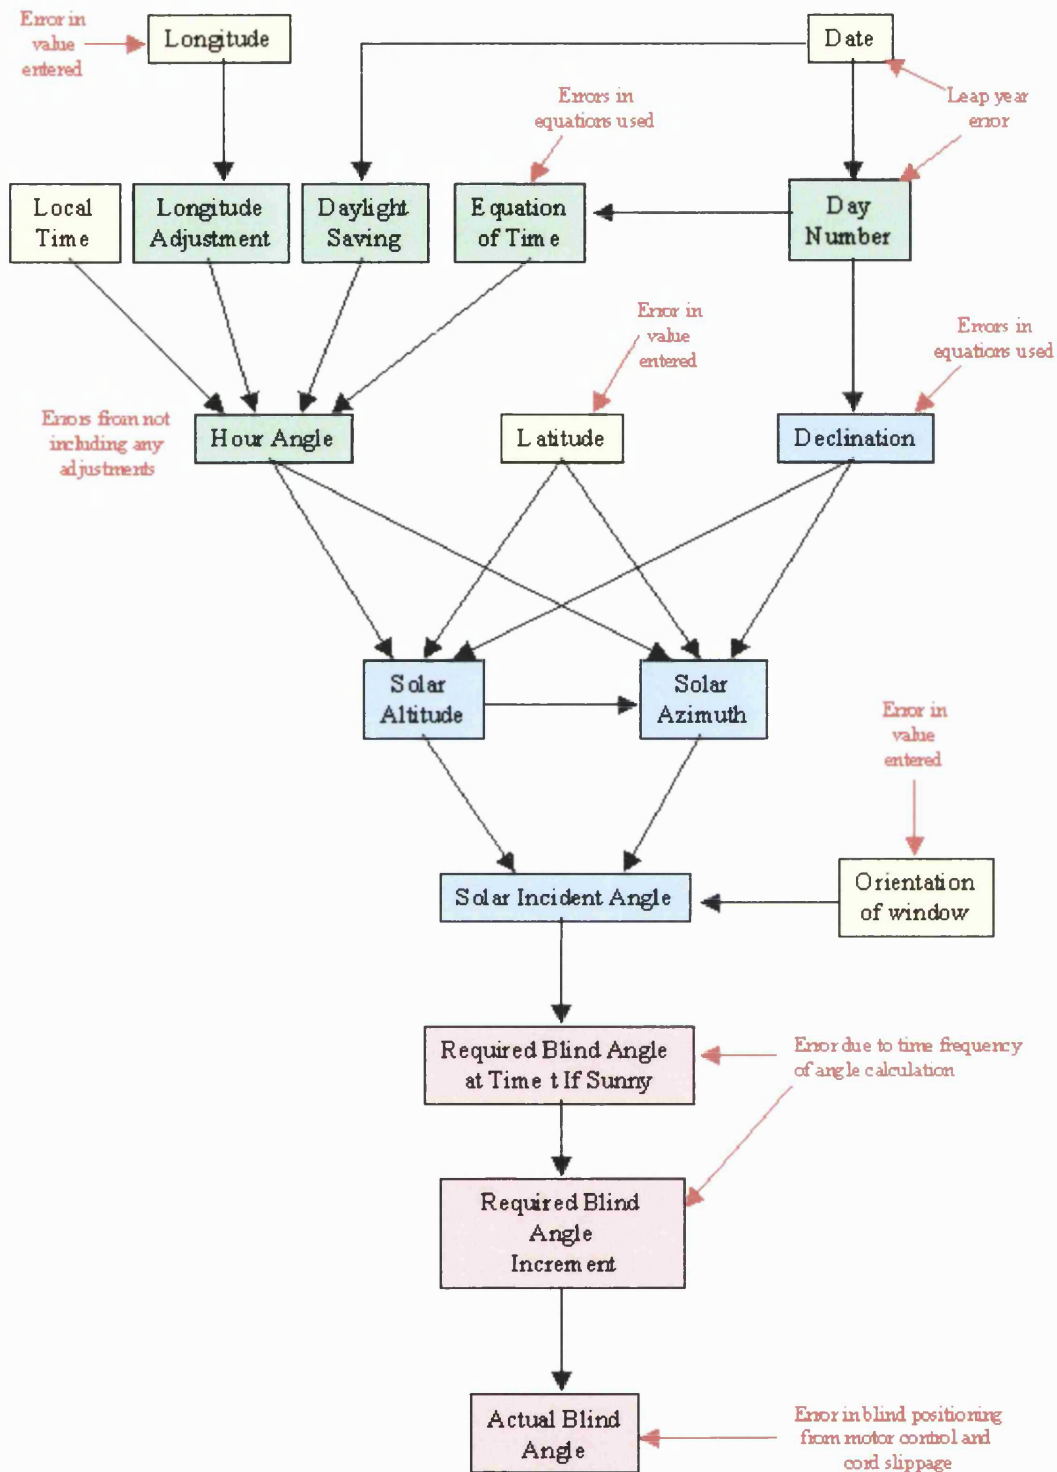 Error in
value
entered
Longitude
Date
Errors in
equations used
Leap year
error
Local
Time
Longitude
Adjustment
Daylight
Saving
Equation
of Time
Day
Number
Error in
value
entered
Errors in
equations used
Errors from not
including any
adjustments
Hour Angle
Latitude
Declination
Solar
Altitude
Solar
Azimuth
Error in
value
entered
Solar Incident Angle
Orientation
of window
Required Blind Angle
at Time t If Sunny
Error due to time frequency
of angle calculation
Required Blind
Angle
Increment
Actual Blind
Angle
Error in blind positioning
from motor control and
cord slippage